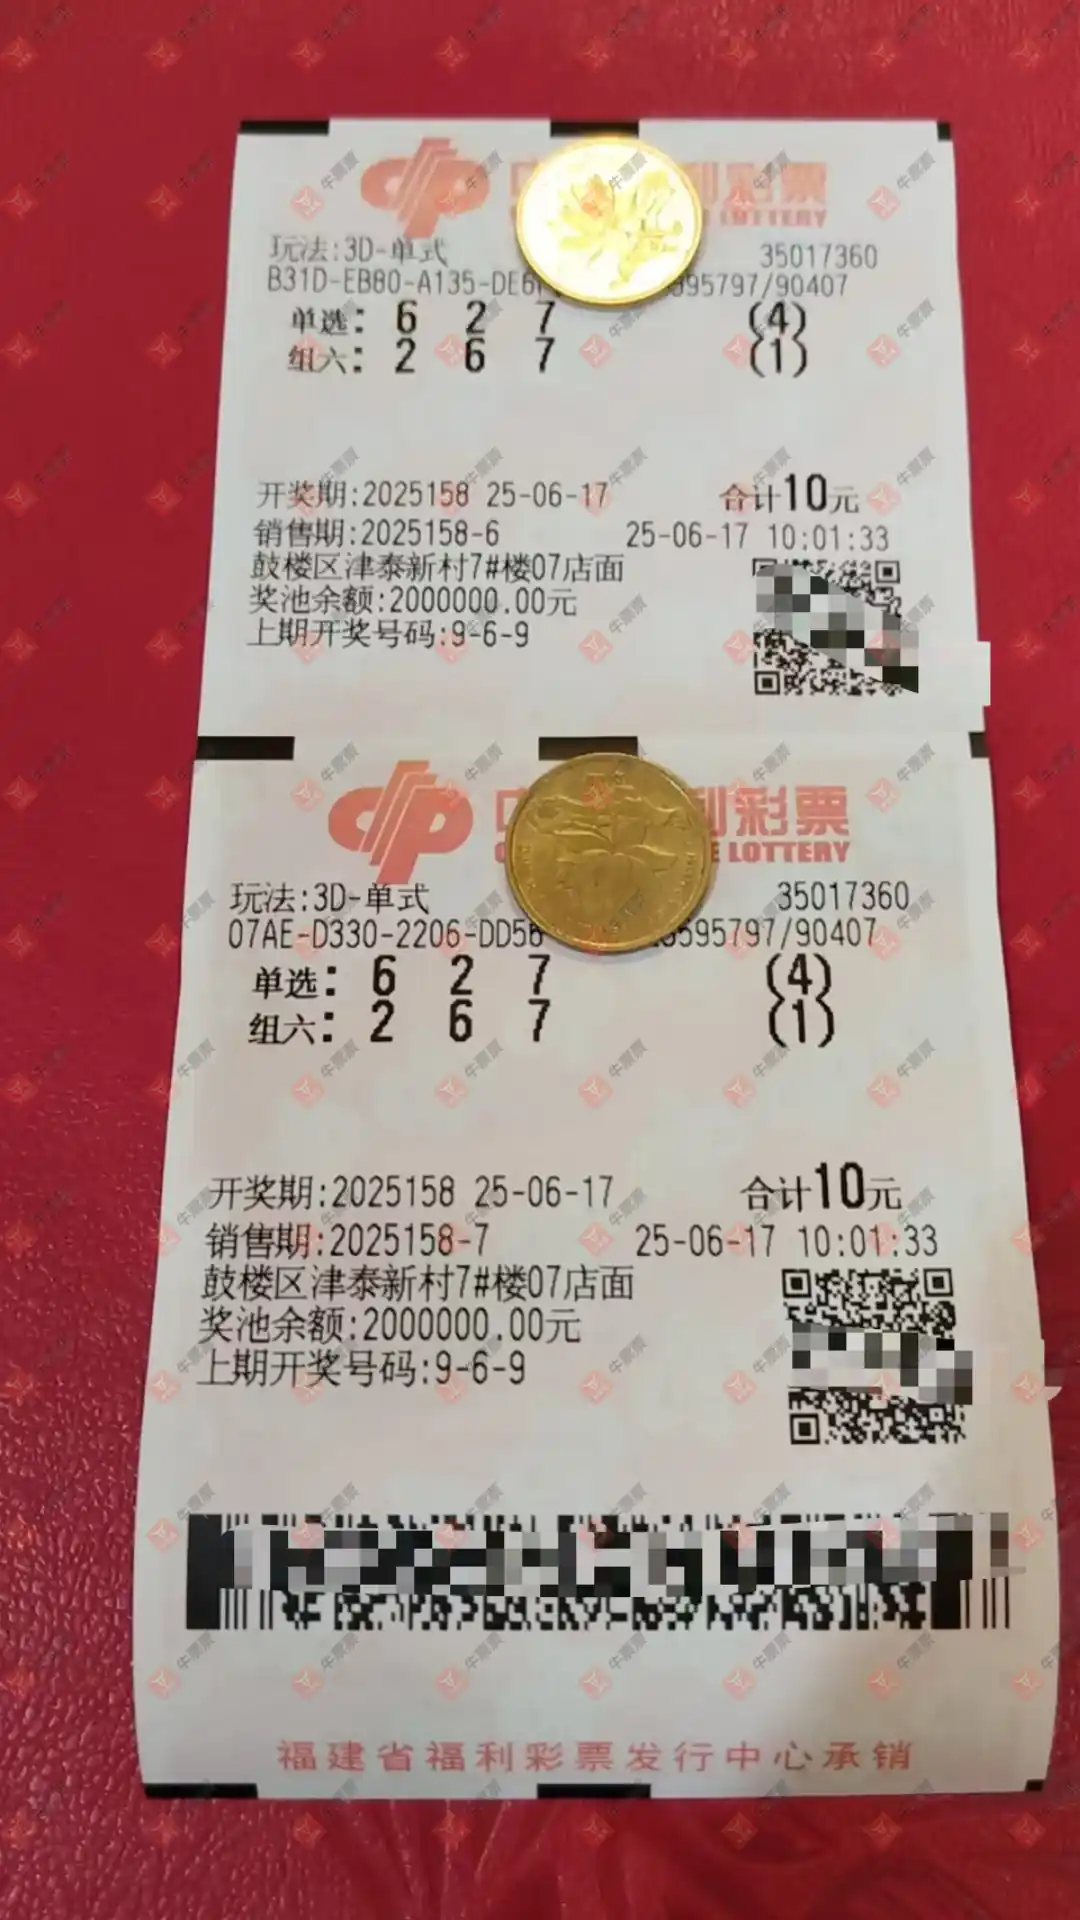 利彩票
LOTTERY
玩法:3D-单式 35017360
B31D-EB80-A135-DE6 595797/90407
单选: 6 2 7 (4)
组六: 2 6 7 (1)
开奖期:2025158 25-06-17 合计10元
销售期:2025158-6 25-06-17 10:01:33
鼓楼区津泰新村7#楼07店面
奖池余额:2000000.00元
上期开奖号码:9-6-9
利彩票
LOTTERY
玩法:3D-单式 35017360
07AE-D330-2206-DD5 595797/90407
单选: 6 2 7 (4)
组六: 2 6 7 (1)
开奖期:2025158 25-06-17 合计10元
销售期:2025158-7 25-06-17 10:01:33
鼓楼区津泰新村7#楼07店面
奖池余额:2000000.00元
上期开奖号码:9-6-9
福建省福利彩票发行中心承销
牛票票